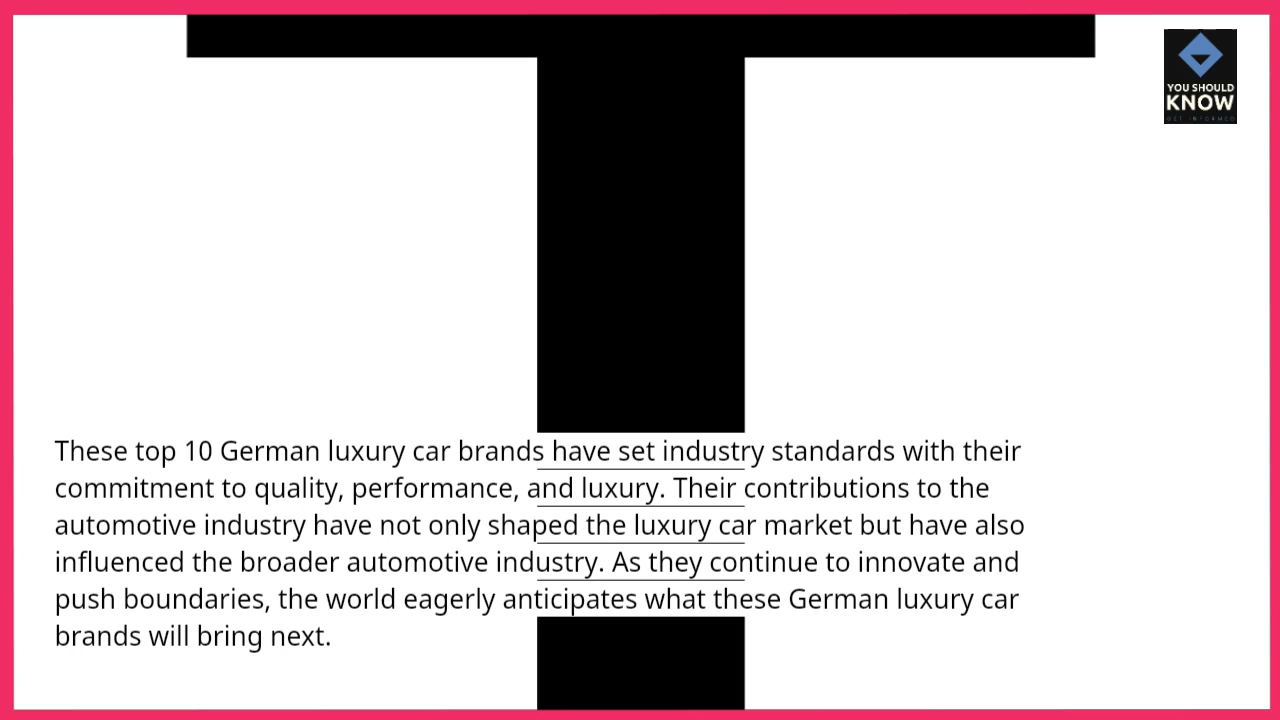 YOU SHOULD
KNOW
GET INFORMED
These top 10 German luxury car brands have set industry standards with their
commitment to quality, performance, and luxury. Their contributions to the
automotive industry have not only shaped the luxury car market but have also
influenced the broader automotive industry. As they continue to innovate and
push boundaries, the world eagerly anticipates what these German luxury car
brands will bring next.